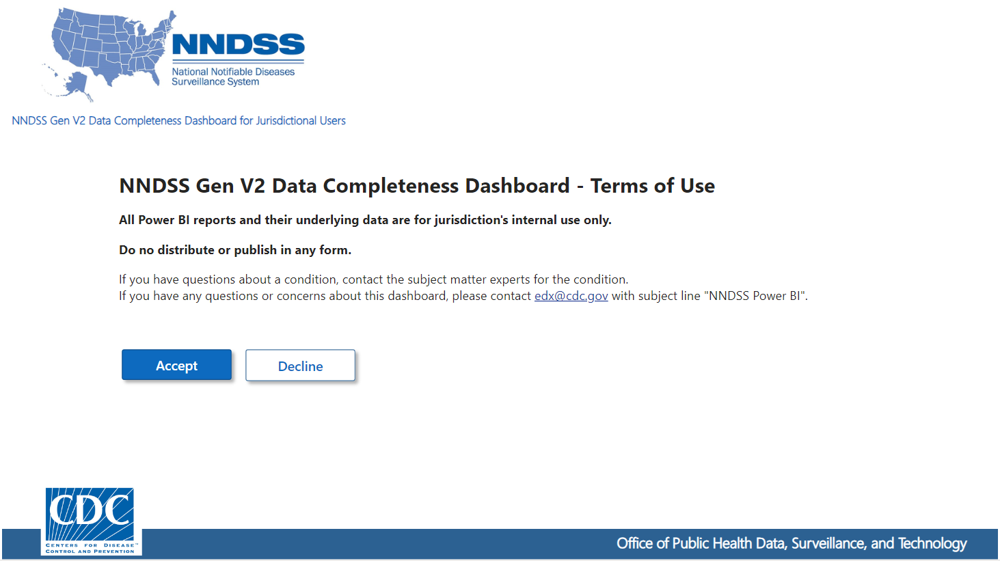 NNDSS
National Notifiable Diseases
Surveillance System
NNDSS Gen V2 Data Completeness Dashboard for Jurisdictional Users
NNDSS Gen V2 Data Completeness Dashboard - Terms of Use
All Power BI reports and their underlying data are for jurisdiction's internal use only.
Do no distribute or publish in any form.
If you have questions about a condition, contact the subject matter experts for the condition.
If you have any questions or concerns about this dashboard, please contact edx@cdc.gov with subject line "NNDSS Power BI".
Accept
Decline
CDC
CENTERS FOR DISEASE™
CONTROL AND PREVENTION
Office of Public Health Data, Surveillance, and Technology